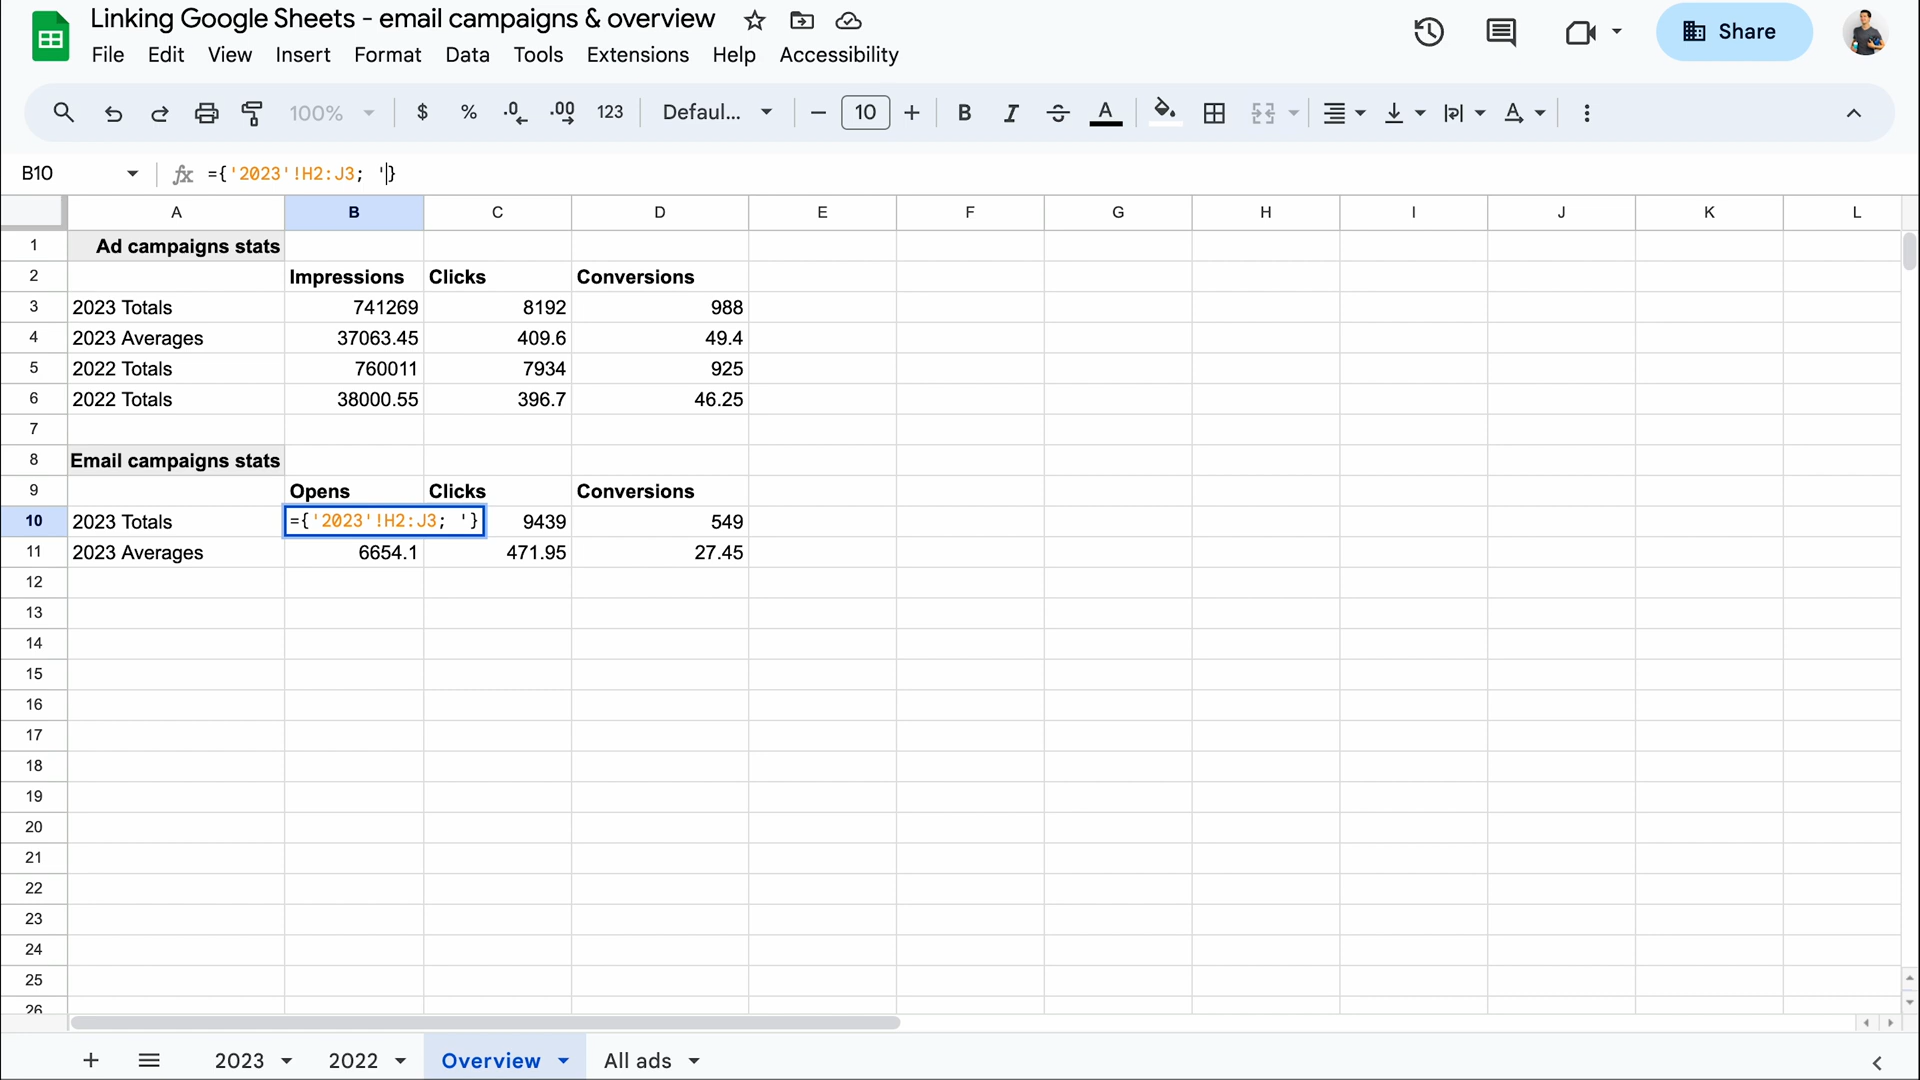 Linking Google Sheets - email campaigns & overview
File Edit View Insert Format Data Tools Extensions Help Accessibility
Share
100% $ % .0 .00 123 Defaul... 10 B I S A
B10 fx ={'2023'!H2:J3; '}
A B C D E F G H I J K L
1 Ad campaigns stats
2 Impressions Clicks Conversions
3 2023 Totals 741269 8192 988
4 2023 Averages 37063.45 409.6 49.4
5 2022 Totals 760011 7934 925
6 2022 Totals 38000.55 396.7 46.25
7
8 Email campaigns stats
9 Opens Clicks Conversions
10 2023 Totals ={'2023'!H2:J3; '} 9439 549
11 2023 Averages 6654.1 471.95 27.45
12
13
14
15
16
17
18
19
20
21
22
23
24
25
26
2023 2022 Overview All ads